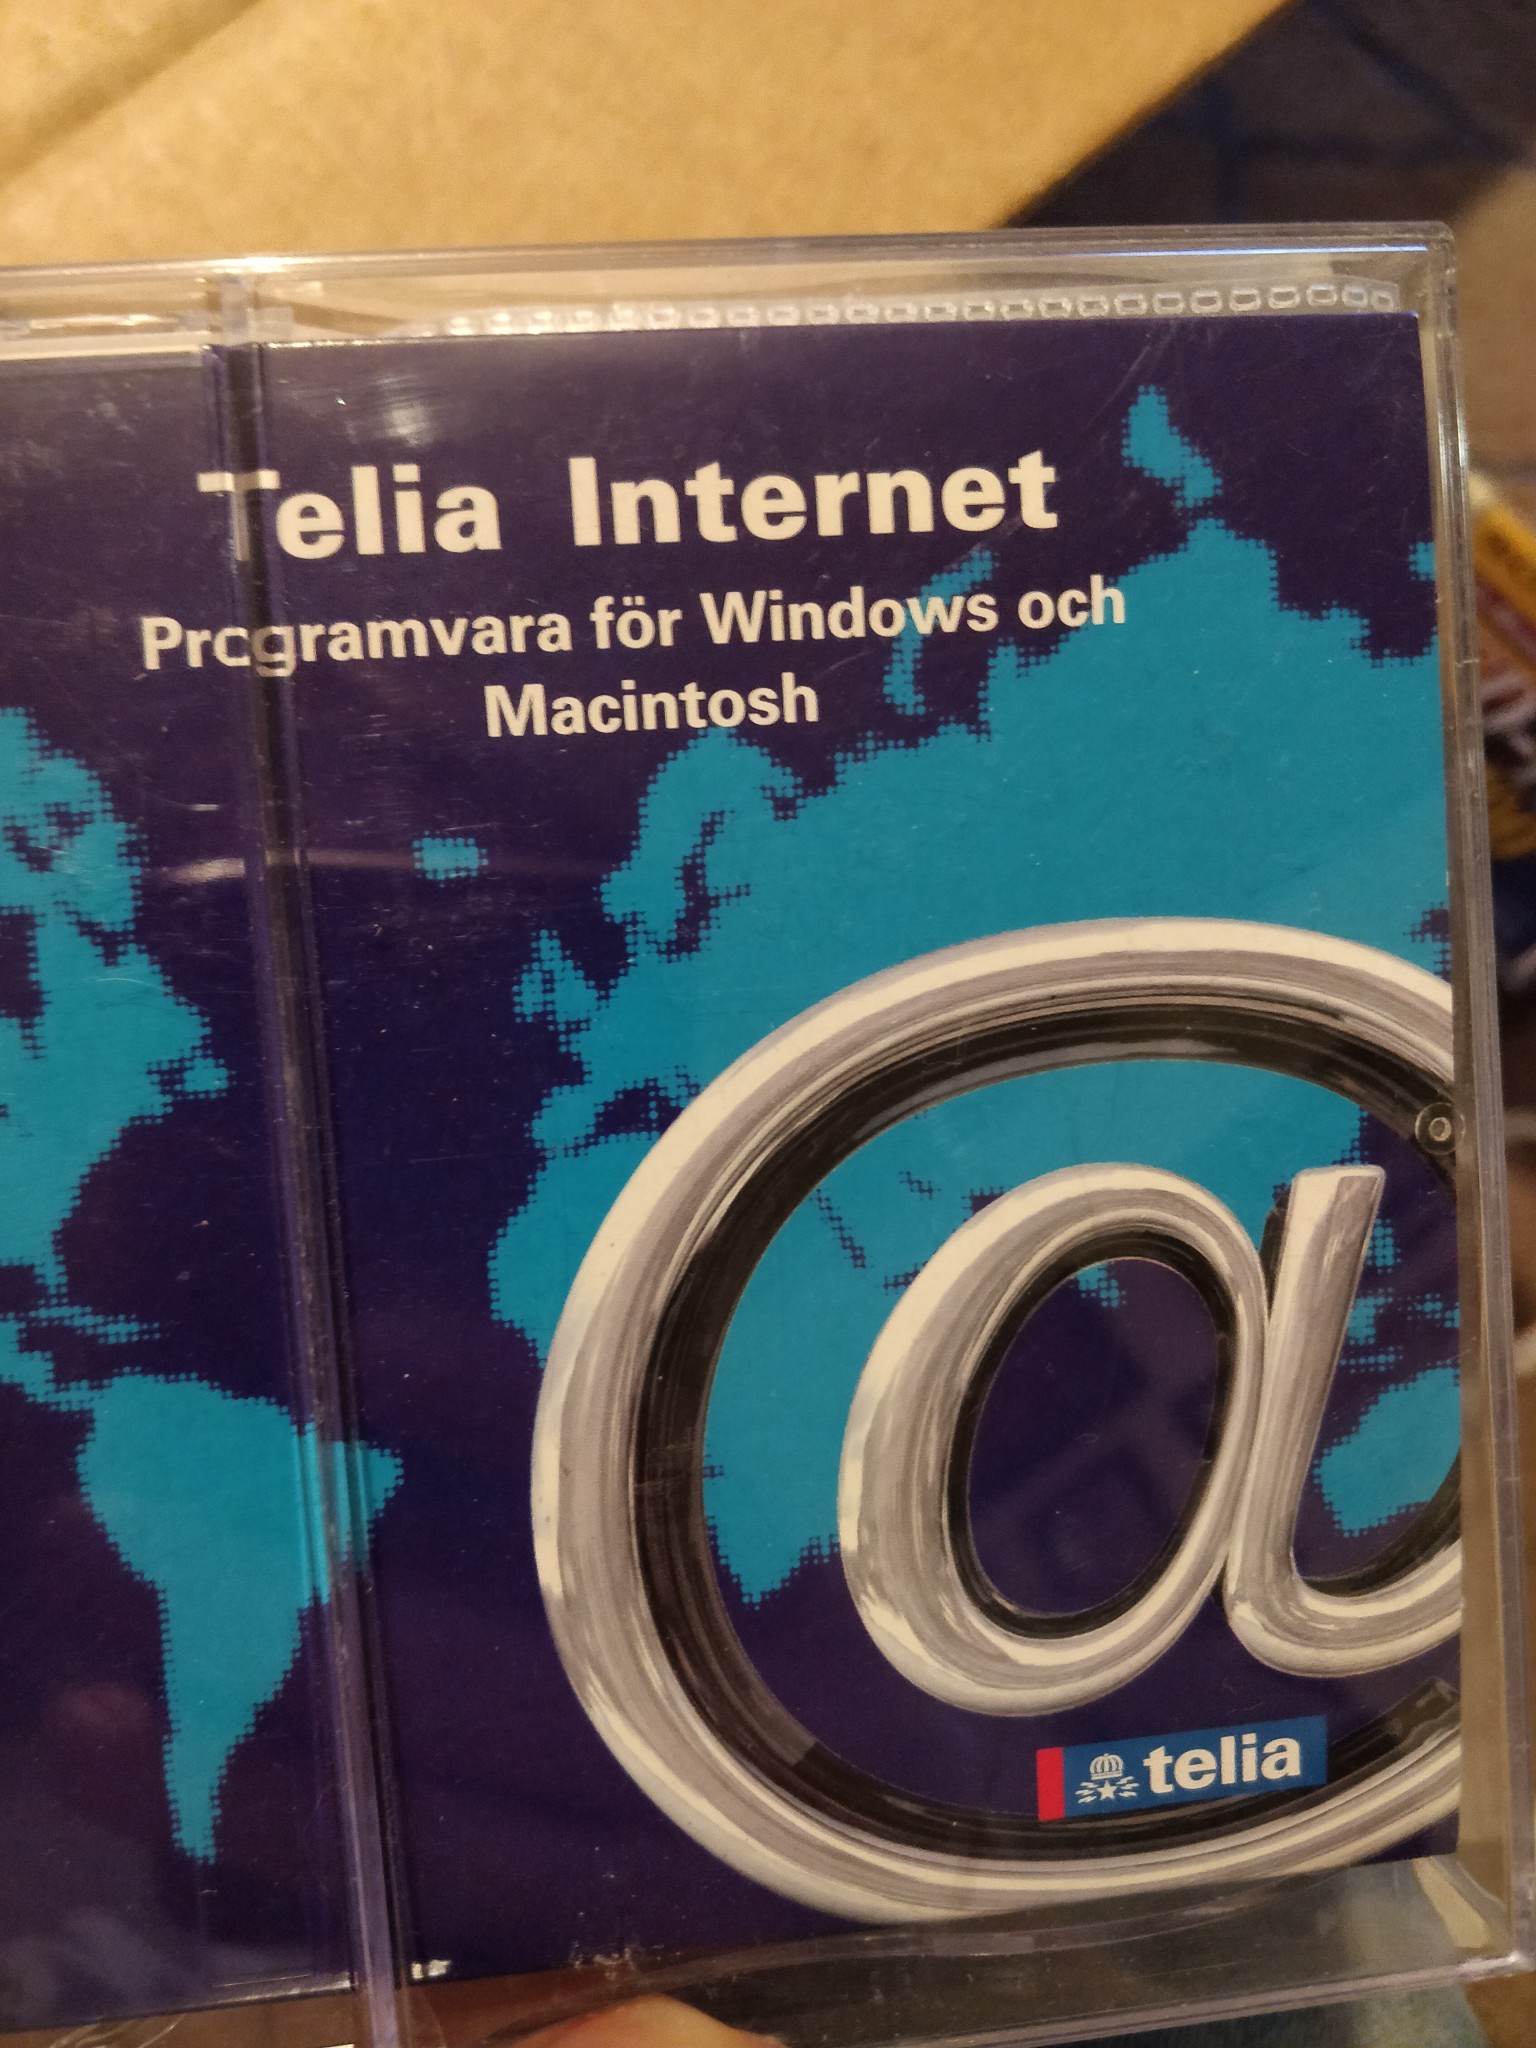 Telia Internet
Programvara för Windows och
Macintosh
@
telia